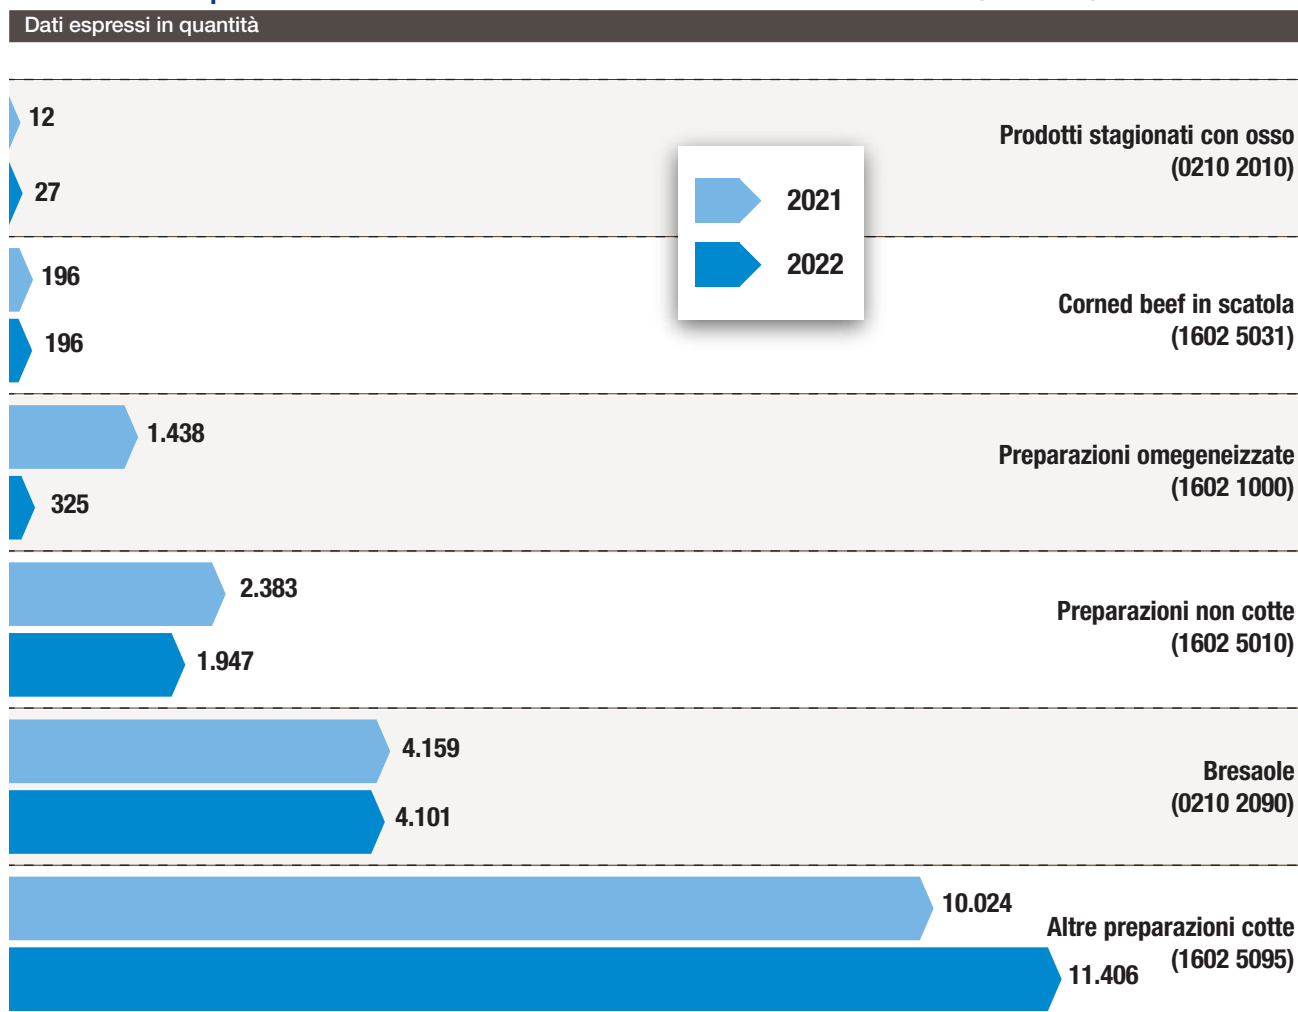 Dati espressi in quantità
12
27
Prodotti stagionati con osso
(0210 2010)
2021
2022
196
196
Corned beef in scatola
(1602 5031)
1.438
325
Preparazioni omegeneizzate
(1602 1000)
2.383
1.947
Preparazioni non cotte
(1602 5010)
4.159
4.101
Bresaole
(0210 2090)
10.024
11.406
Altre preparazioni cotte
(1602 5095)